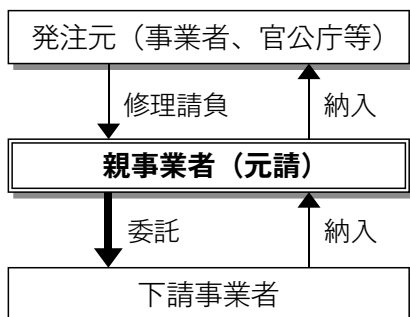 発注元（事業者、官公庁等）
修理請負
納入
親事業者（元請）
委託
納入
下請事業者